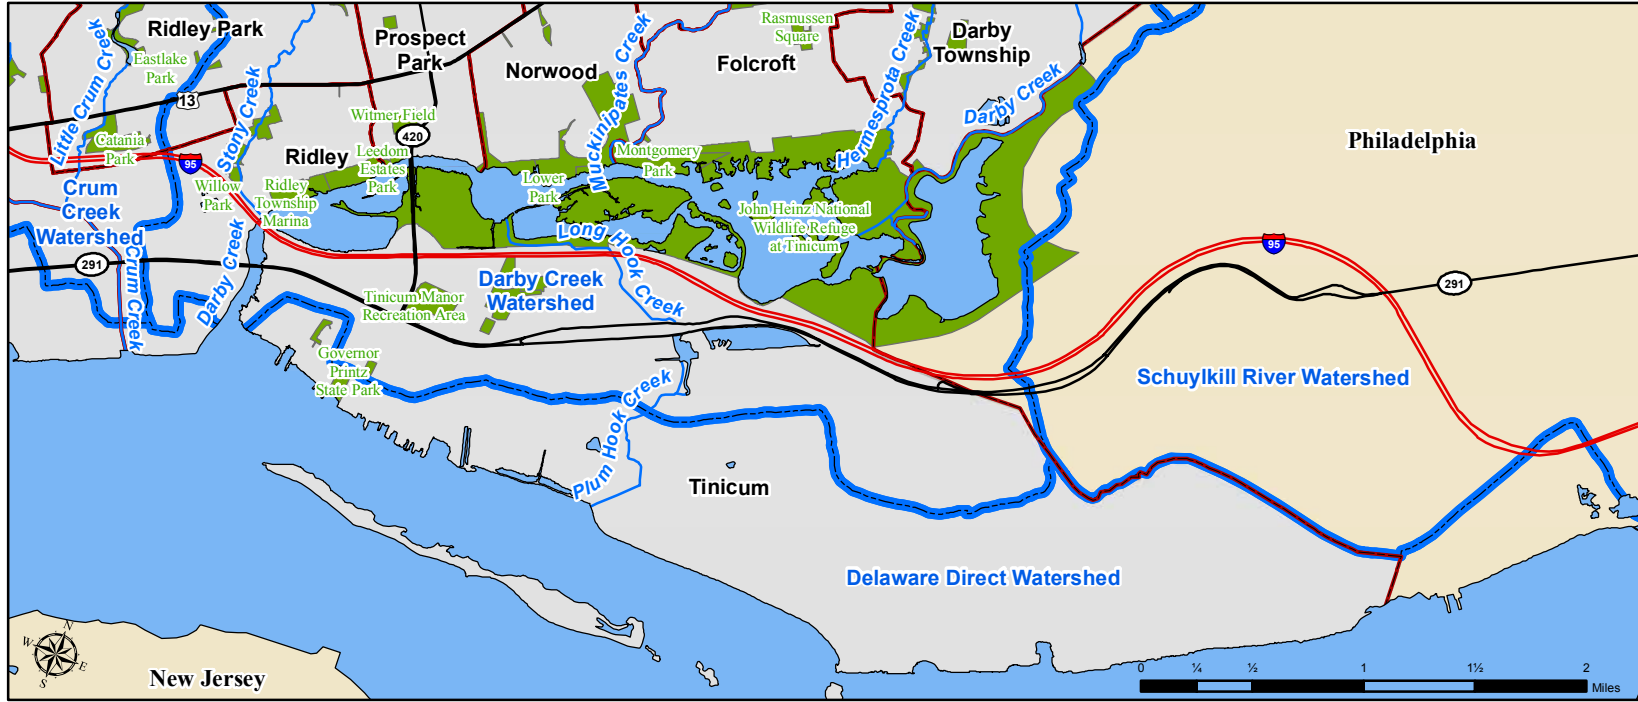 Ridley Park
Prospect
Park
Norwood
Folcroft
Rasmussen
Square
Darby
Township
Philadelphia
Little Crum Creek
Eastlake
Park
13
Stony Creek
Witmer Field
420
Muckinipates Creek
Hermesprota Creek
Darby Creek
Catania
Park
95
Ridley
Leedom
Estates
Park
Montgomery
Park
Crum
Creek
Watershed
Willow
Park
Ridley
Township
Marina
Lower
Park
John Heinz National
Wildlife Refuge
at Tinicum
Long Hook Creek
95
291
Crum Creek
Darby Creek
Darby Creek
Watershed
291
Tinicum Manor
Recreation Area
Governor
Printz
State Park
Plum Hook Creek
Schuylkill River Watershed
Tinicum
Delaware Direct Watershed
New Jersey
N
W
E
S
0 ¼ ½ 1 1½ 2
Miles